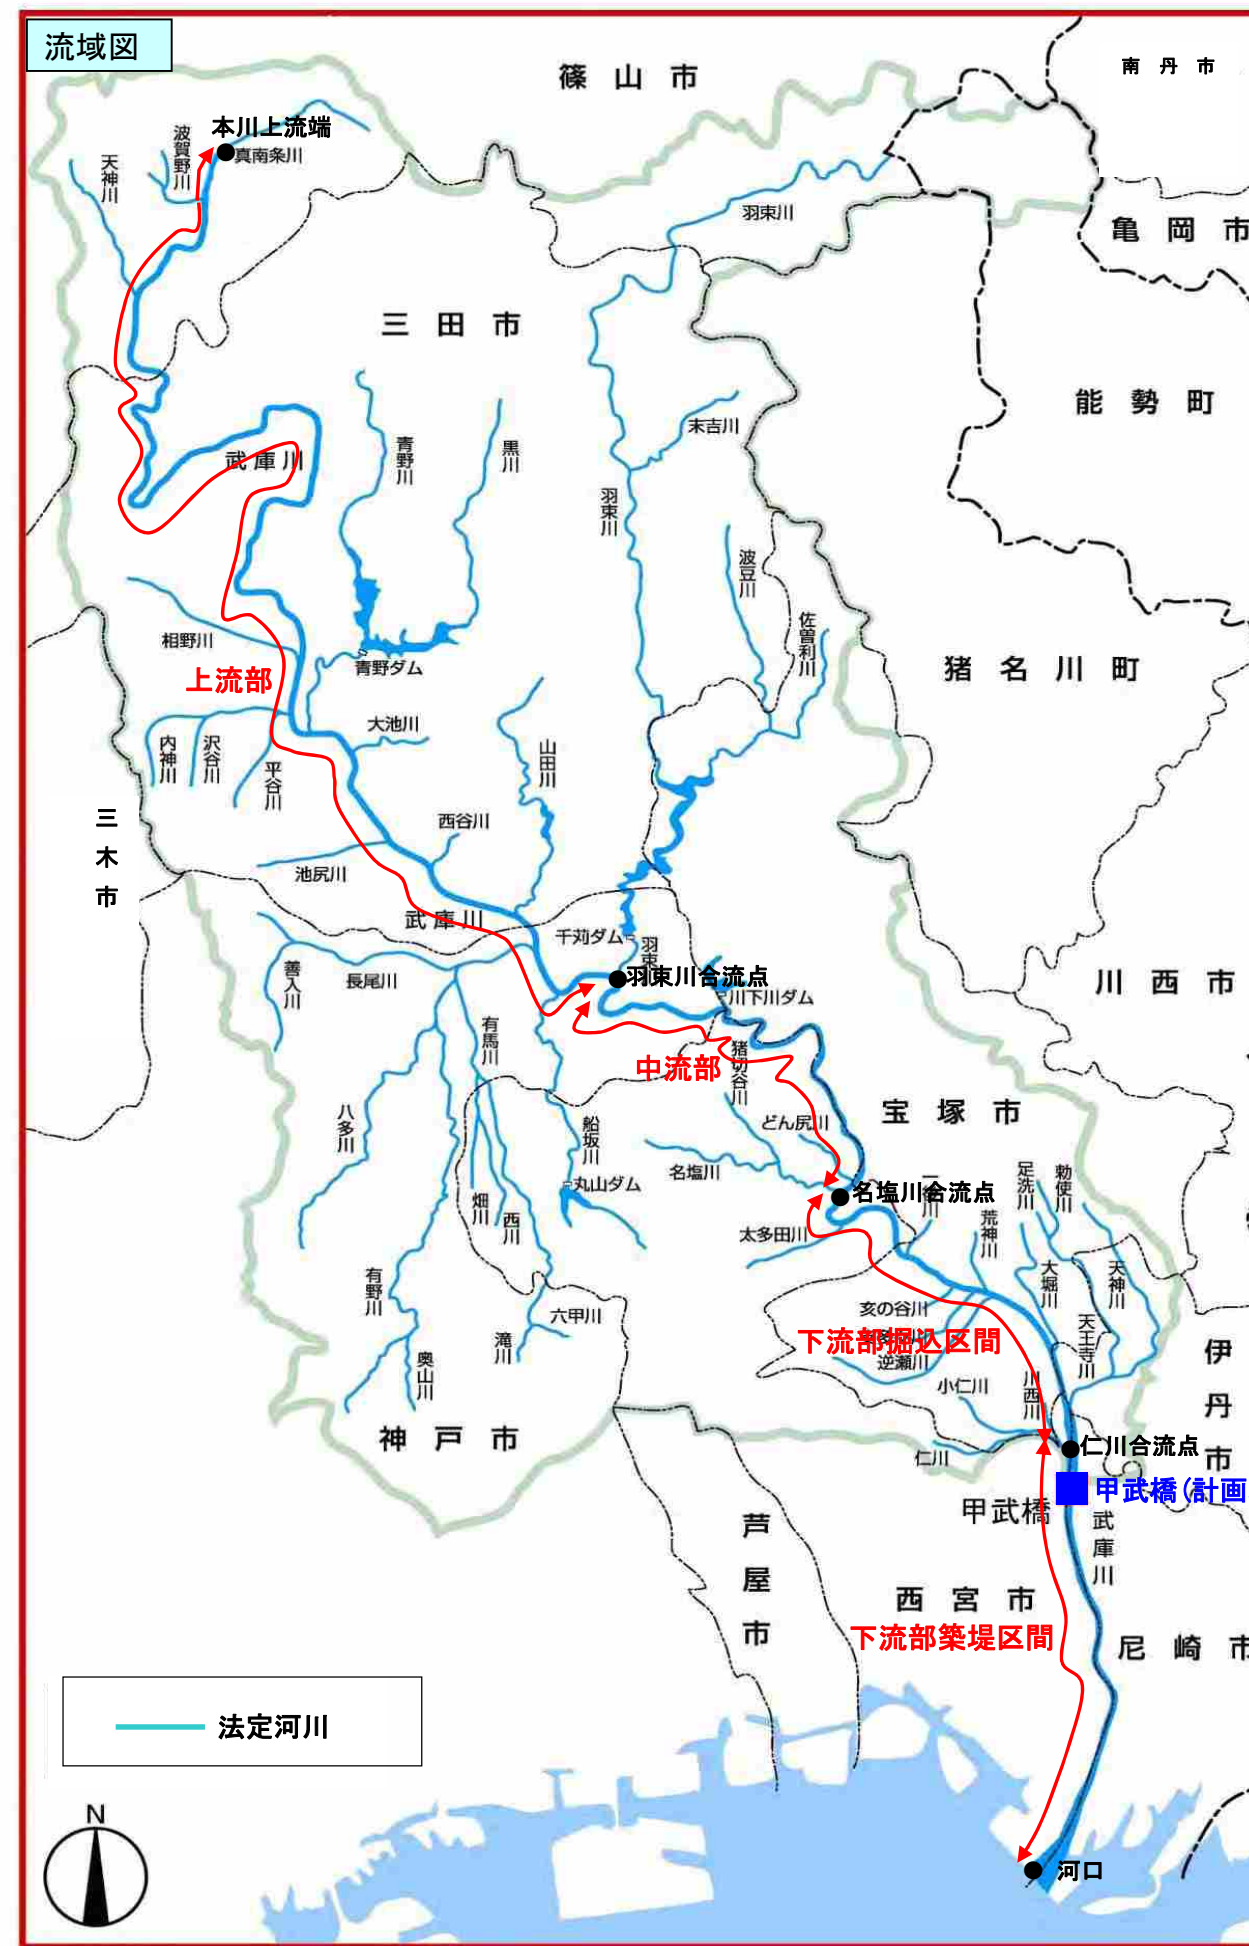 流域図
篠山市
南丹市
本川上流端
真南条川
波賀野川
天神川
羽束川
亀岡市
三田市
能勢町
末吉川
武庫川
青野川
黒川
羽束川
波豆川
佐曽利川
相野川
上流部
青野ダム
猪名川町
大池川
内神川
沢谷川
平谷川
山田川
三木市
西谷川
池尻川
武庫川
千苅ダム
羽束川合流点
善入川
長尾川
川下川ダム
川西市
有馬川
中流部
猪切谷川
宝塚市
八多川
船坂川
どん尻川
名塩川
丸山ダム
名塩川合流点
足洗川
勅使川
畑川
西川
太多田川
荒神川
大堀川
天神川
有野川
六甲川
滝川
亥の谷川
天王寺川
下流部掘込区間
逆瀬川
伊丹市
奥山川
小仁川
川西川
神戸市
仁川合流点
仁川
甲武橋(計画
甲武橋
武庫川
芦屋市
西宮市
下流部築堤区間
尼崎市
法定河川
N
河口